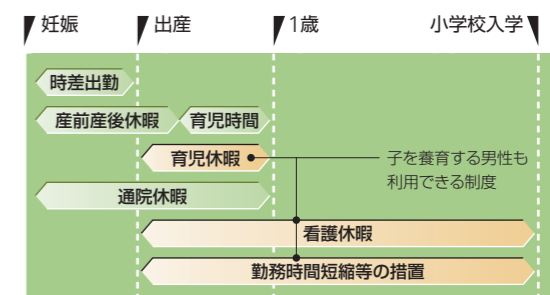 妊娠 出産 1歳 小学校入学
時差出勤
産前産後休暇 育児時間
育児休暇
子を養育する男性も
利用できる制度
通院休暇
看護休暇
勤務時間短縮等の措置